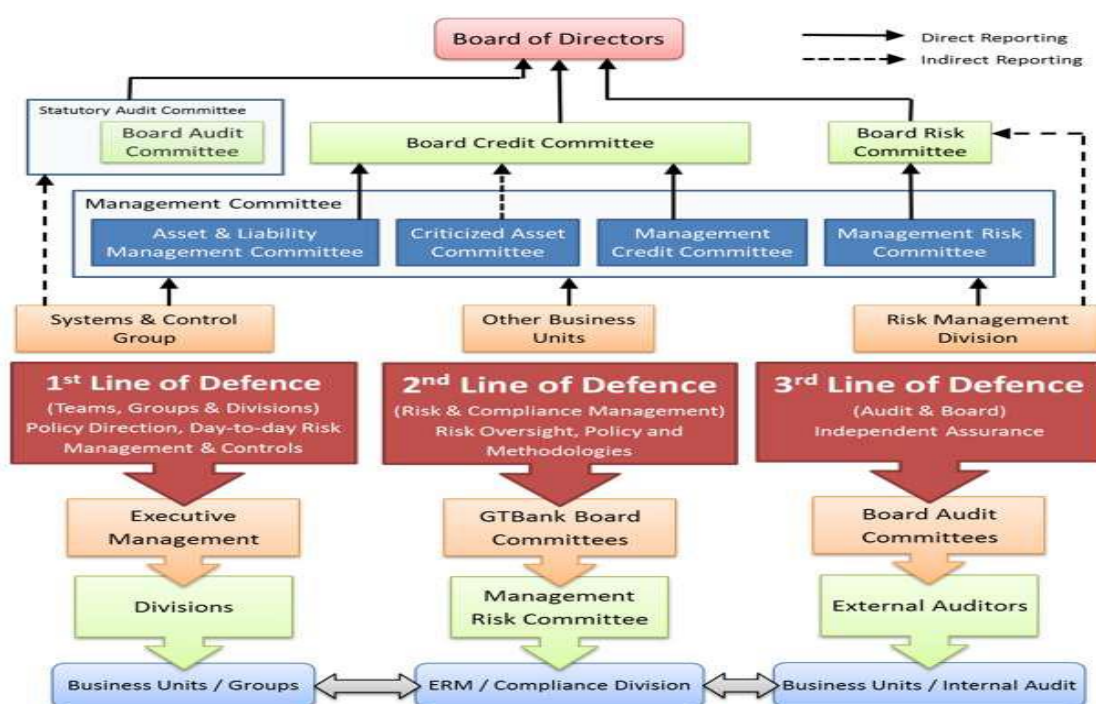 Board of Directors
Direct Reporting
Indirect Reporting
Statutory Audit Committee
Board Audit
Committee
Board Credit Committee
Board Risk
Committee
Management Committee
Asset & Liability
Management Committee
Criticized Asset
Committee
Management
Credit Committee
Management Risk
Committee
Systems & Control
Group
Other Business
Units
Risk Management
Division
1st Line of Defence
(Teams, Groups & Divisions)
Policy Direction, Day-to-day Risk
Management & Controls
2nd Line of Defence
(Risk & Compliance Management)
Risk Oversight, Policy and
Methodologies
3rd Line of Defence
(Audit & Board)
Independent Assurance
Executive
Management
GTBank Board
Committees
Board Audit
Committees
Divisions
Management
Risk Committee
External Auditors
Business Units / Groups
ERM / Compliance Division
Business Units / Internal Audit